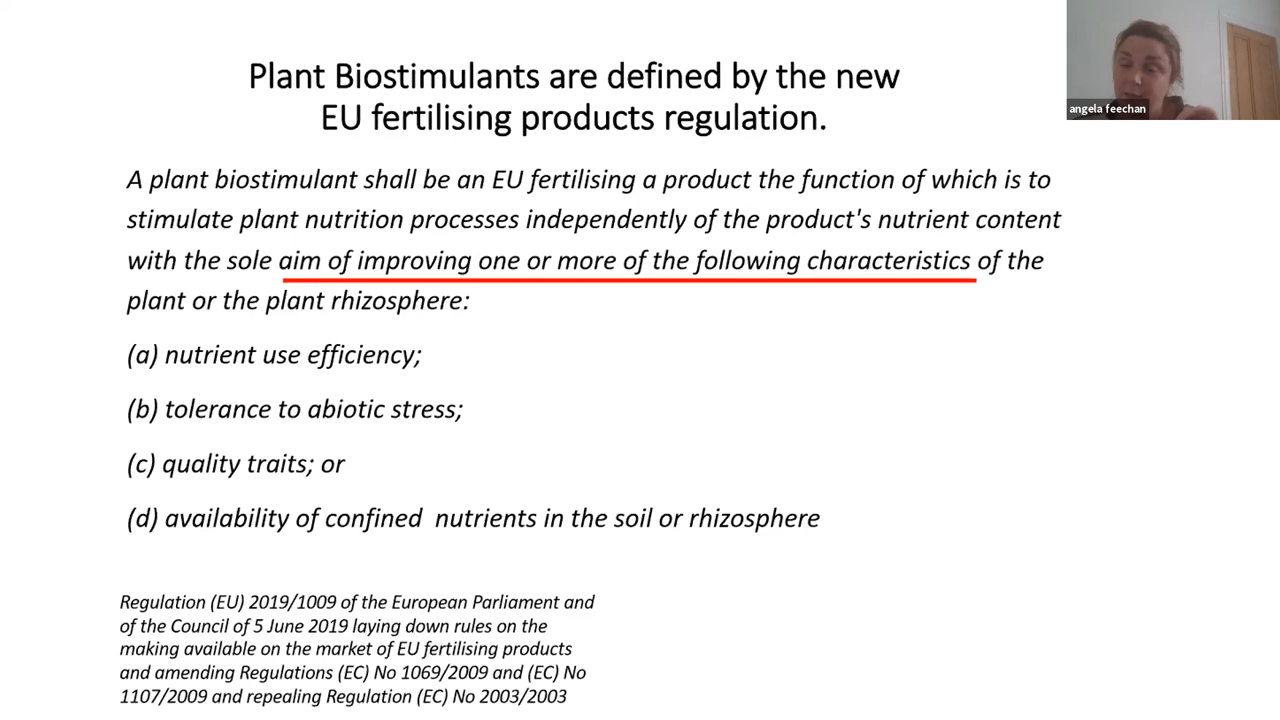 Plant Biostimulants are defined by the new
EU fertilising products regulation.
angela feechan
A plant biostimulant shall be an EU fertilising a product the function of which is to
stimulate plant nutrition processes independently of the product's nutrient content
with the sole aim of improving one or more of the following characteristics of the
plant or the plant rhizosphere:
(a) nutrient use efficiency;
(b) tolerance to abiotic stress;
(c) quality traits; or
(d) availability of confined  nutrients in the soil or rhizosphere
Regulation (EU) 2019/1009 of the European Parliament and
of the Council of 5 June 2019 laying down rules on the
making available on the market of EU fertilising products
and amending Regulations (EC) No 1069/2009 and (EC) No
1107/2009 and repealing Regulation (EC) No 2003/2003